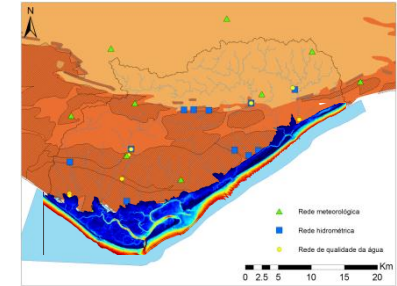 N
Rede meteorológica
Rede hidrométrica
Rede de qualidade da água
Km
0 2.5 5 10 15 20